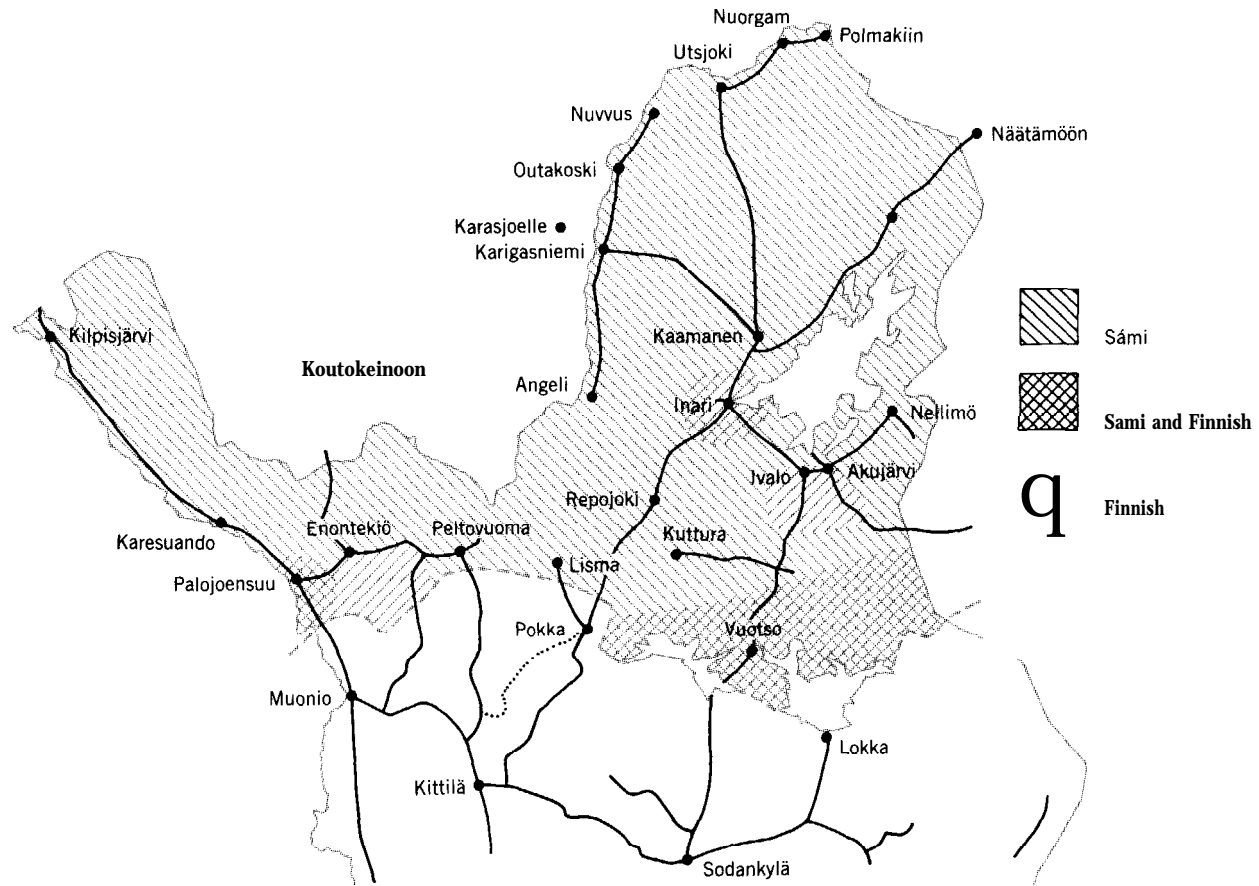 Nuorgam
Polmakiin
Utsjoki
Nuvvus
Näätämöön
Outakoski
Karasjoelle
Karigasniemi
Kilpisjärvi
Kaamanen
Sámi
Koutokeinoon
Angeli
Inari
Nellimö
Sami and Finnish
Ivalo
Akujärvi
Repojoki
q
Finnish
Karesuando
Enontekiö
Peltovuoma
Kuttura
Lisma
Palojoensuu
Pokka
Vuotso
Muonio
Lokka
Kittilä
Sodankylä